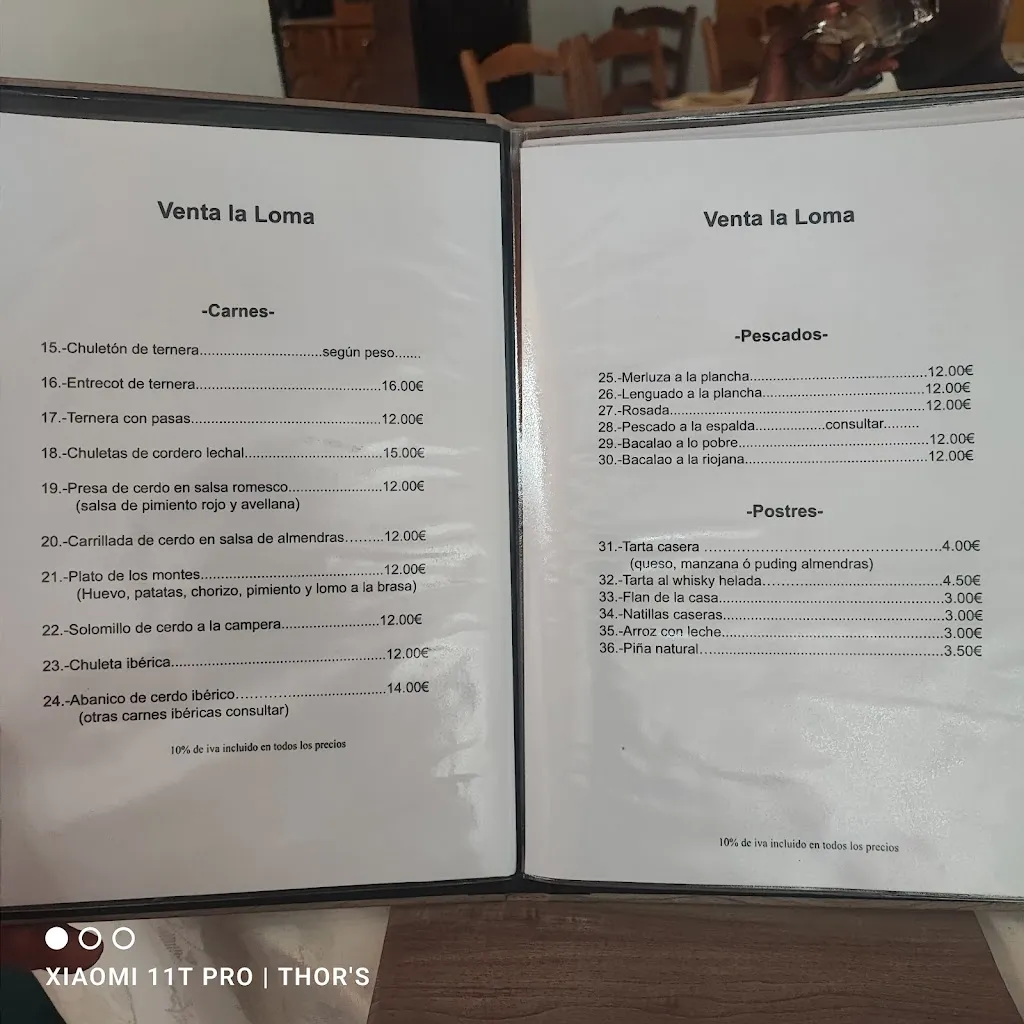 Venta la Loma
-Carnes-
15.-Chuletón de ternera..............................según peso.......
16.-Entrecot de ternera..............................................16.00€
17.-Ternera con pasas...............................................12.00€
18.-Chuletas de cordero lechal..................................15.00€
19.-Presa de cerdo en salsa romesco.......................12.00€
(salsa de pimiento rojo y avellana)
20.-Carrillada de cerdo en salsa de almendras.........12.00€
21.-Plato de los montes.............................................12.00€
(Huevo, patatas, chorizo, pimiento y lomo a la brasa)
22.-Solomillo de cerdo a la campera........................12.00€
23.-Chuleta ibérica.....................................................12.00€
24.-Abanico de cerdo ibérico.....................................14.00€
(otras carnes ibéricas consultar)
10% de iva incluido en todos los precios
Venta la Loma
-Pescados-
25.-Merluza a la plancha...........................................12.00€
26.-Lenguado a la plancha........................................12.00€
27.-Rosada..............................................................12.00€
28.-Pescado a la espalda.................consultar.........
29.-Bacalao a lo pobre..............................................12.00€
30.-Bacalao a la riojana............................................12.00€
-Postres-
31.-Tarta casera .........................................................4.00€
(queso, manzana ó puding almendras)
32.-Tarta al whisky helada...........................................4.50€
33.-Flan de la casa......................................................3.00€
34.-Natillas caseras.....................................................3.00€
35.-Arroz con leche.....................................................3.00€
36.-Piña natural...........................................................3.50€
10% de iva incluido en todos los precios
XIAOMI 11T PRO | THOR'S